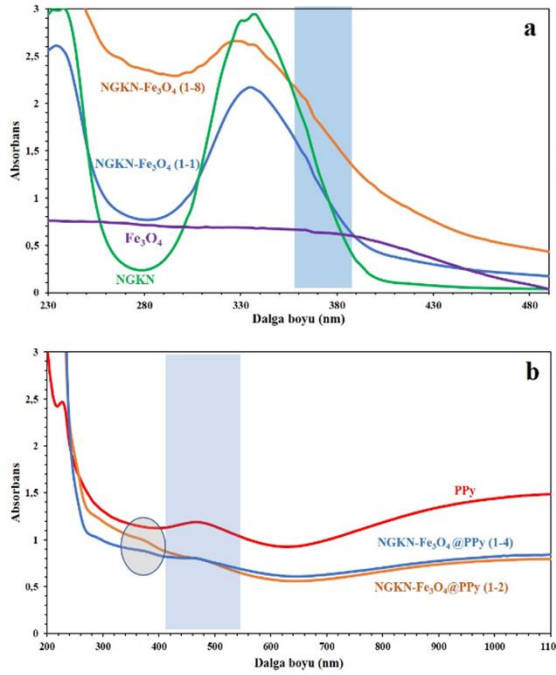 3
a
2,5
NGKN-Fe₃O₄ (1-8)
2
Absorbans
1,5
NGKN-Fe₃O₄ (1-1)
1
Fe₃O₄
0,5
NGKN
0
230 280 330 380 430 480
Dalga boyu (nm)
3
b
2,5
2
Absorbans
1,5
PPy
1
NGKN-Fe₃O₄@PPy (1-4)
0,5
NGKN-Fe₃O₄@PPy (1-2)
0
200 300 400 500 600 700 800 900 1000 110
Dalga boyu (nm)